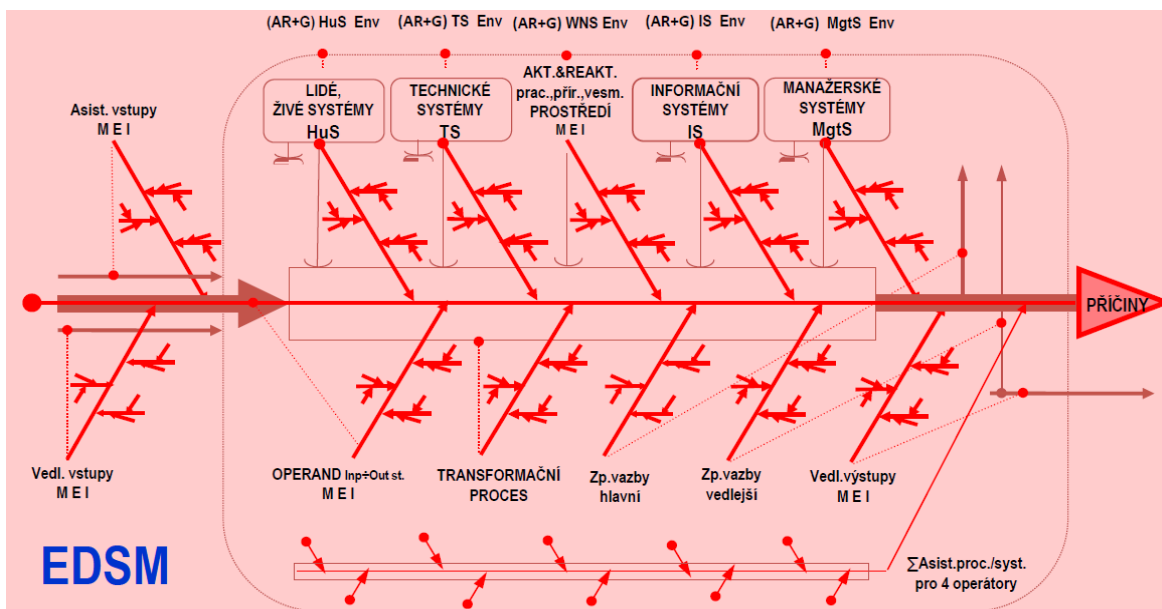 (AR+G) HuS Env
(AR+G) TS Env
(AR+G) WNS Env
(AR+G) IS Env
(AR+G) MgtS Env
Asist. vstupy
M E I
LIDÉ,
ŽIVÉ SYSTÉMY
HuS
TECHNICKÉ
SYSTÉMY
TS
AKT.&REAKT.
prac.,přír.,vesm.
PROSTŘEDÍ
M E I
INFORMAČNÍ
SYSTÉMY
IS
MANAŽERSKÉ
SYSTÉMY
MgtS
PŘÍČINY
Vedl. vstupy
M E I
OPERAND Inp÷Out st.
M E I
TRANSFORMAČNÍ
PROCES
Zp.vazby
hlavní
Zp.vazby
vedlejší
Vedl.výstupy
M E I
EDSM
∑Asist.proc./syst.
pro 4 operátory